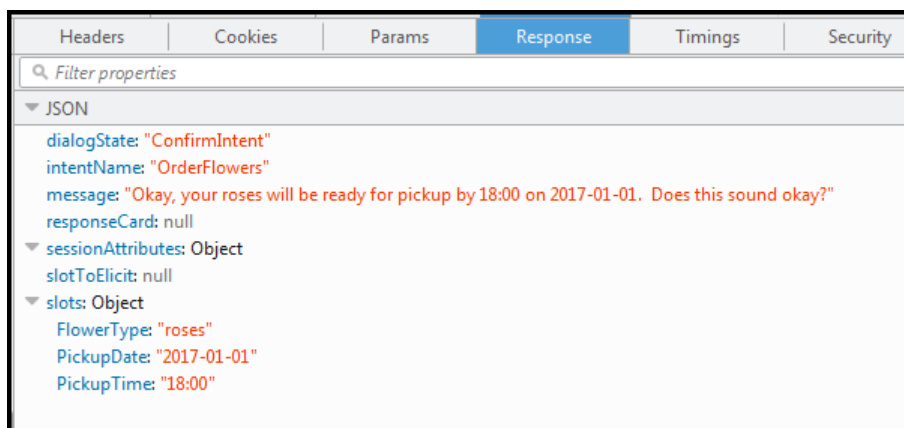 Headers Cookies Params Response Timings Security
Filter properties
JSON
dialogState: "ConfirmIntent"
intentName: "OrderFlowers"
message: "Okay, your roses will be ready for pickup by 18:00 on 2017-01-01.  Does this sound okay?"
responseCard: null
sessionAttributes: Object
slotToElicit: null
slots: Object
FlowerType: "roses"
PickupDate: "2017-01-01"
PickupTime: "18:00"